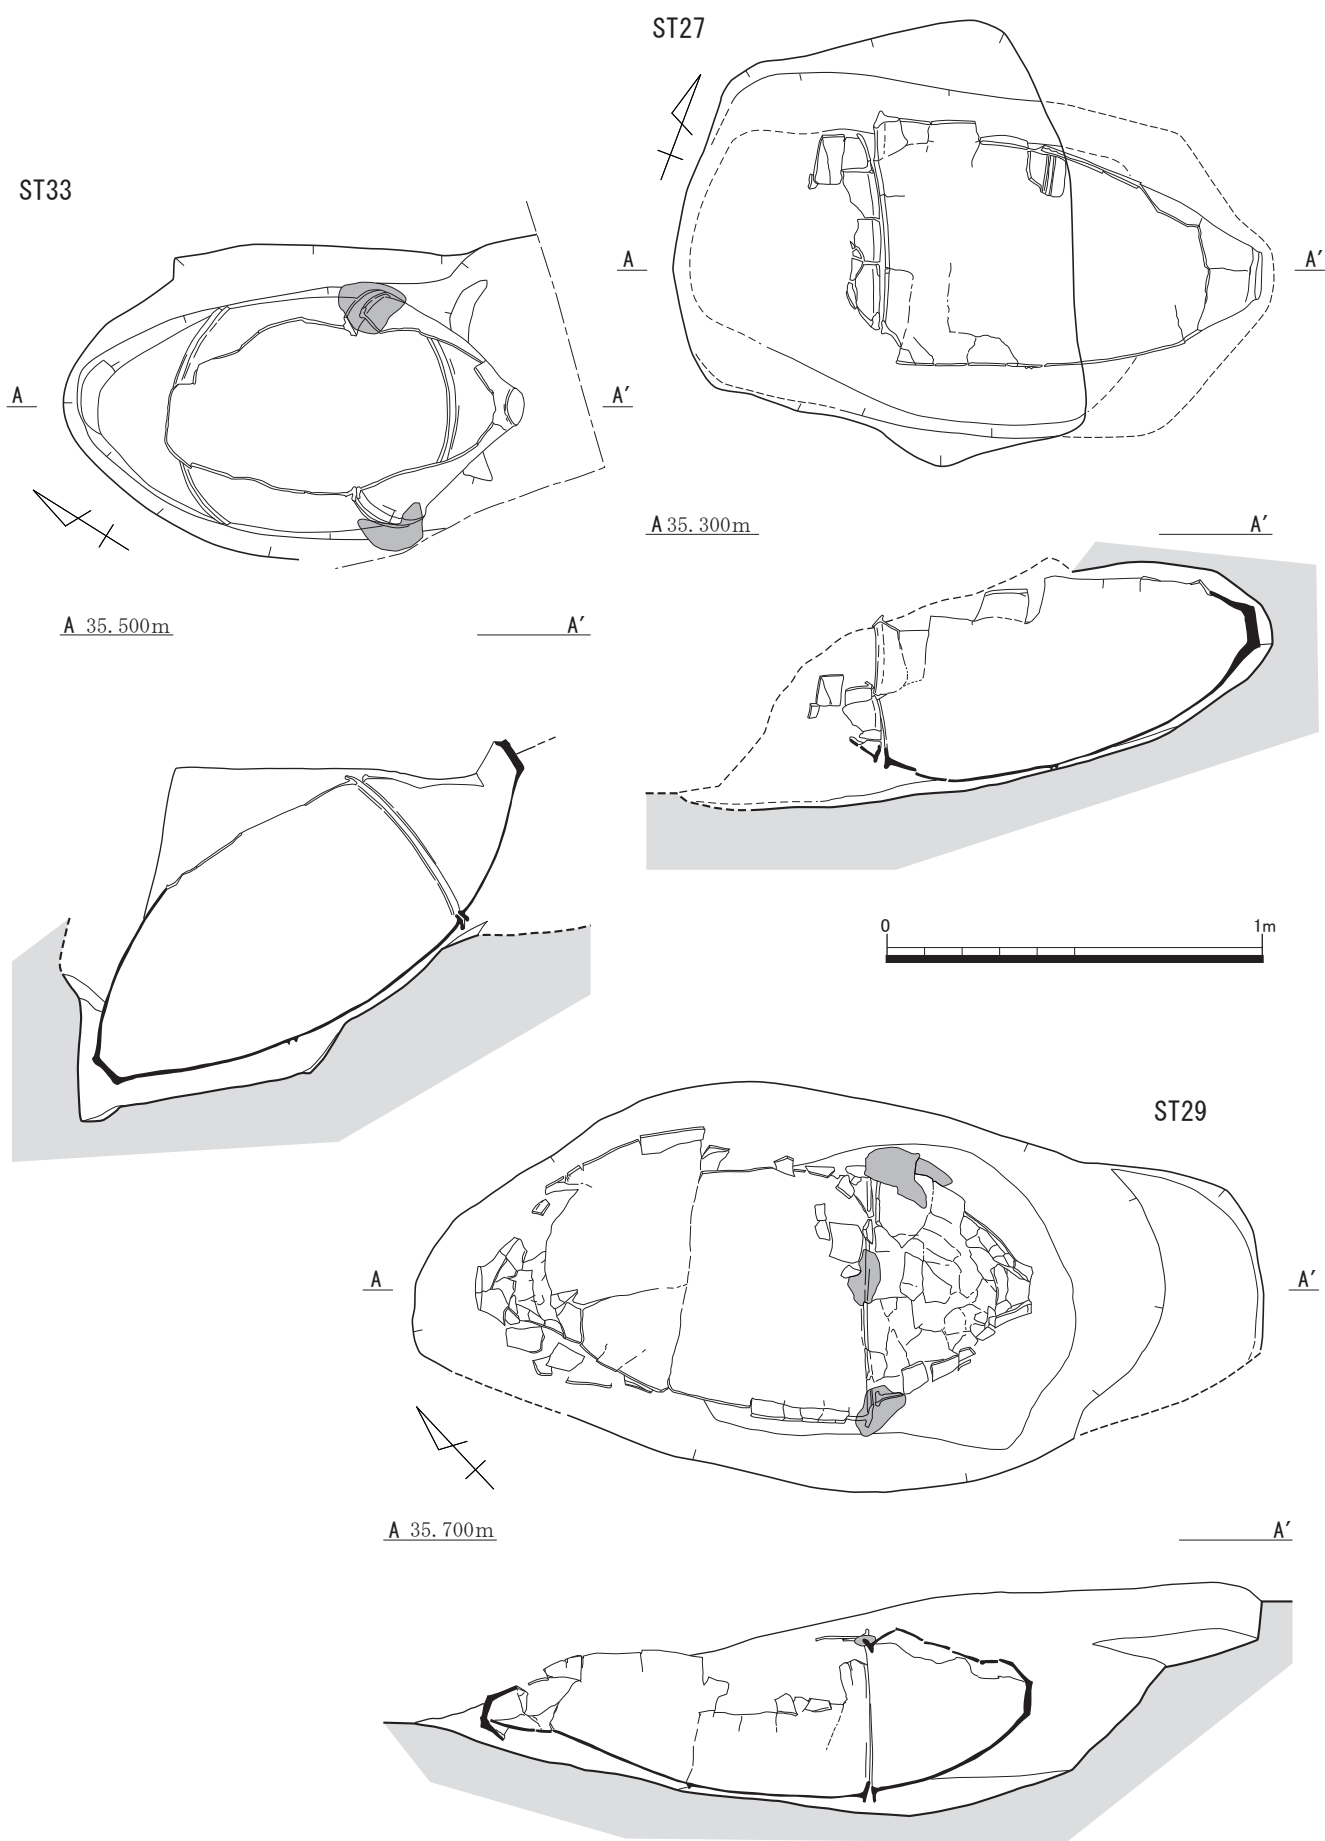 ST27
ST33
A A′
A A′
A 35.300m A′
A 35.500m A′
0 1m
ST29
A A′
A 35.700m A′